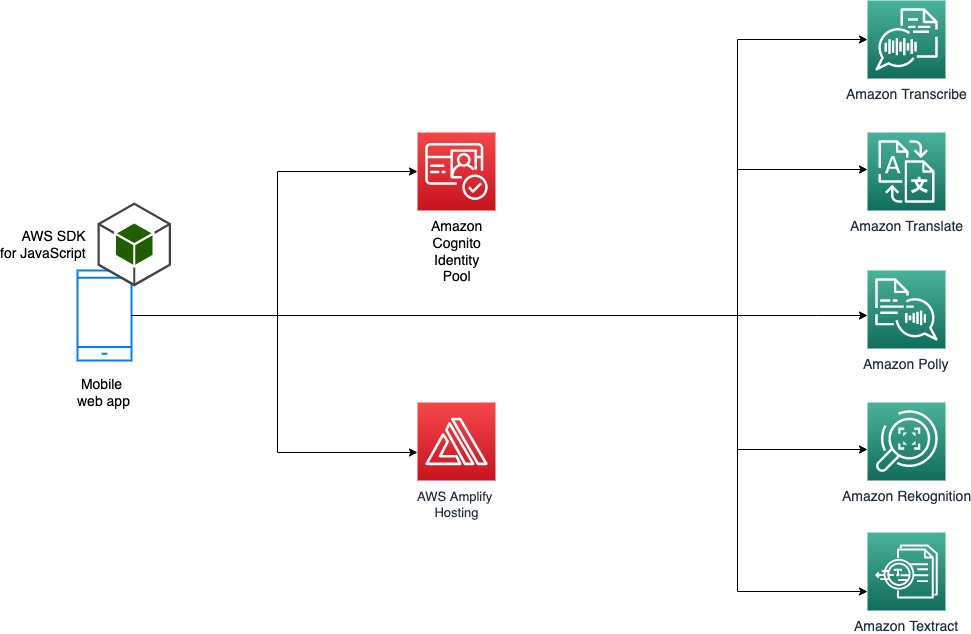 AWS SDK
for JavaScript
Mobile
web app
Amazon
Cognito
Identity
Pool
AWS Amplify
Hosting
Amazon Transcribe
A
文
Amazon Translate
Amazon Polly
Amazon Rekognition
T
Amazon Textract